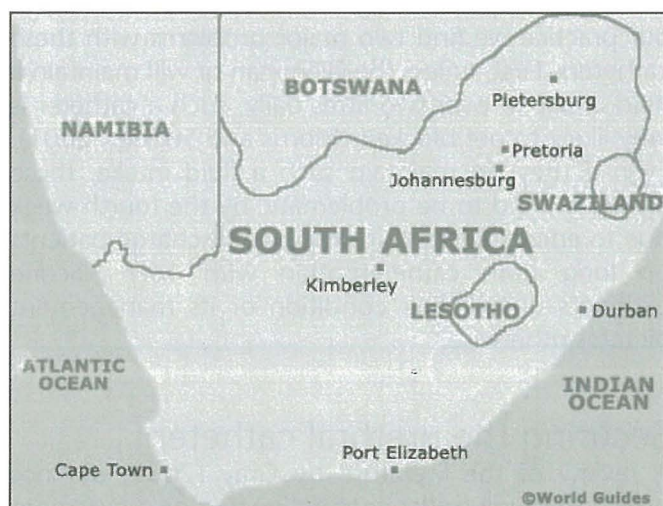 BOTSWANA
Pietersburg
NAMIBIA
Pretoria
Johannesburg
SWAZILAND
SOUTH AFRICA
Kimberley
LESOTHO
Durban
ATLANTIC
OCEAN
INDIAN
OCEAN
Port Elizabeth
Cape Town
©World Guides